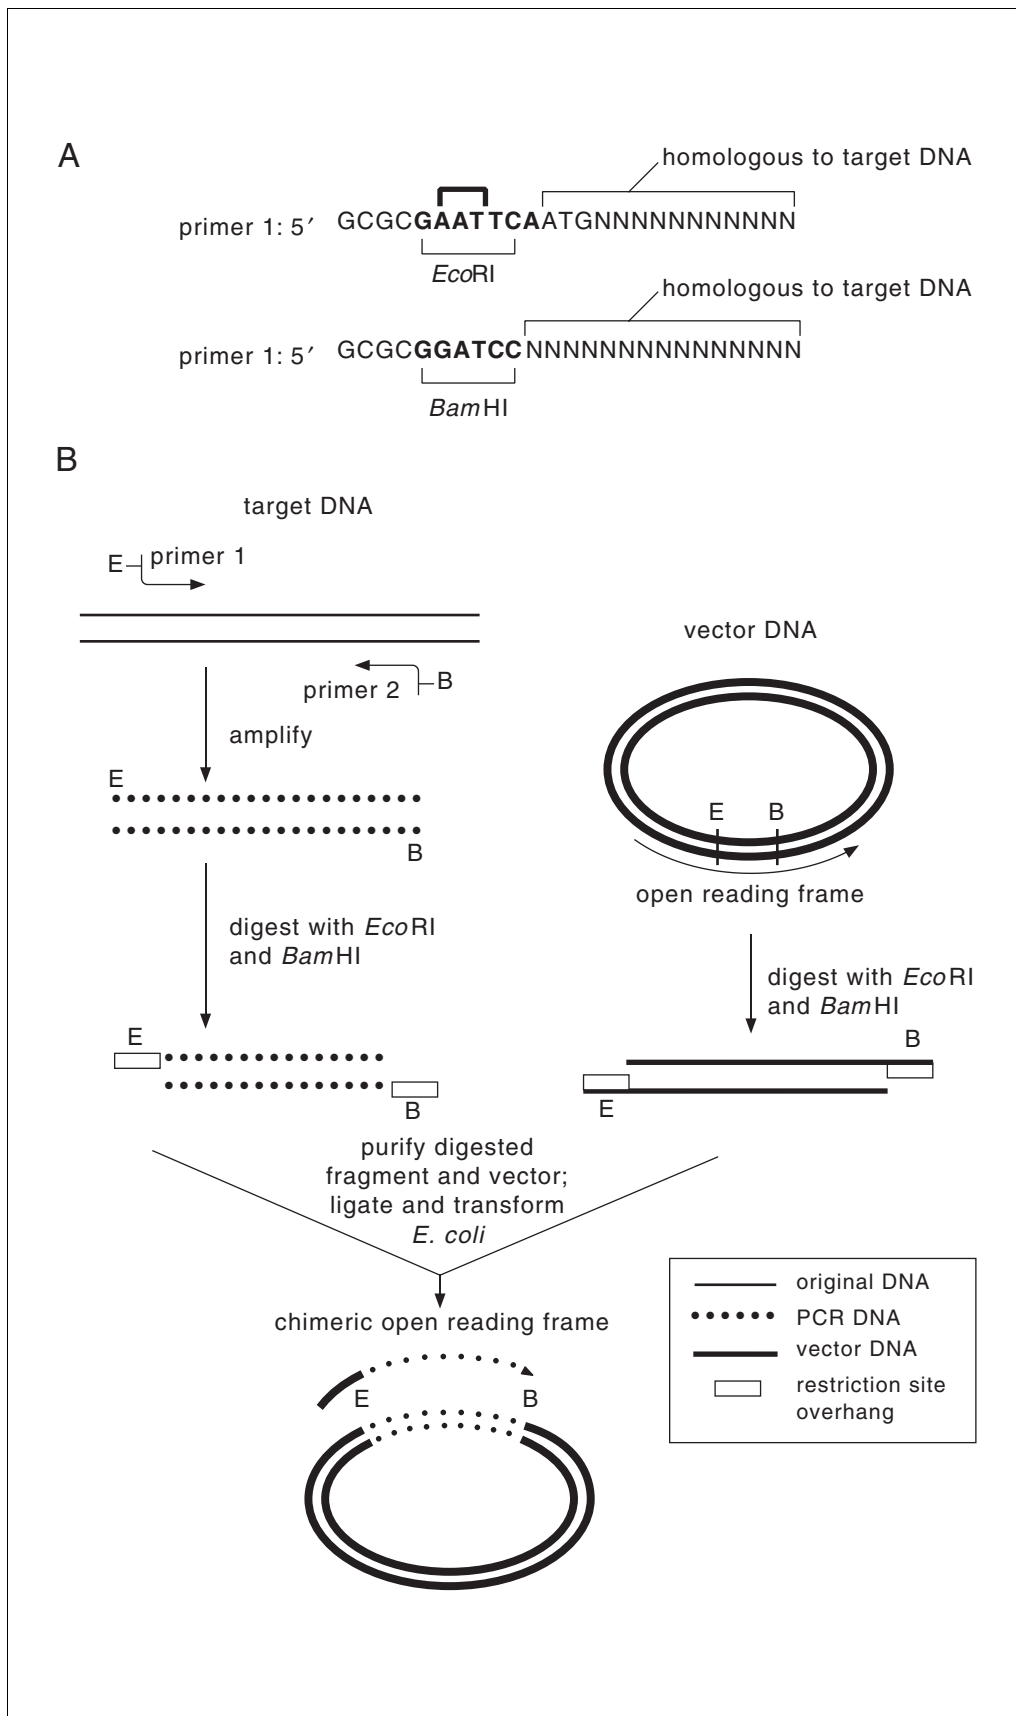 A
homologous to target DNA
primer 1: 5′ GCGCGAATTCAATGNNNNNNNNNNNN
EcoRI
homologous to target DNA
primer 1: 5′ GCGCGGATCCNNNNNNNNNNNNNNNN
BamHI
B
target DNA
E primer 1
primer 2 B
amplify
E
B
digest with EcoRI
and BamHI
E
B
vector DNA
E B
open reading frame
digest with EcoRI
and BamHI
B
E
purify digested
fragment and vector;
ligate and transform
E. coli
chimeric open reading frame
E B
original DNA
PCR DNA
vector DNA
restriction site
overhang